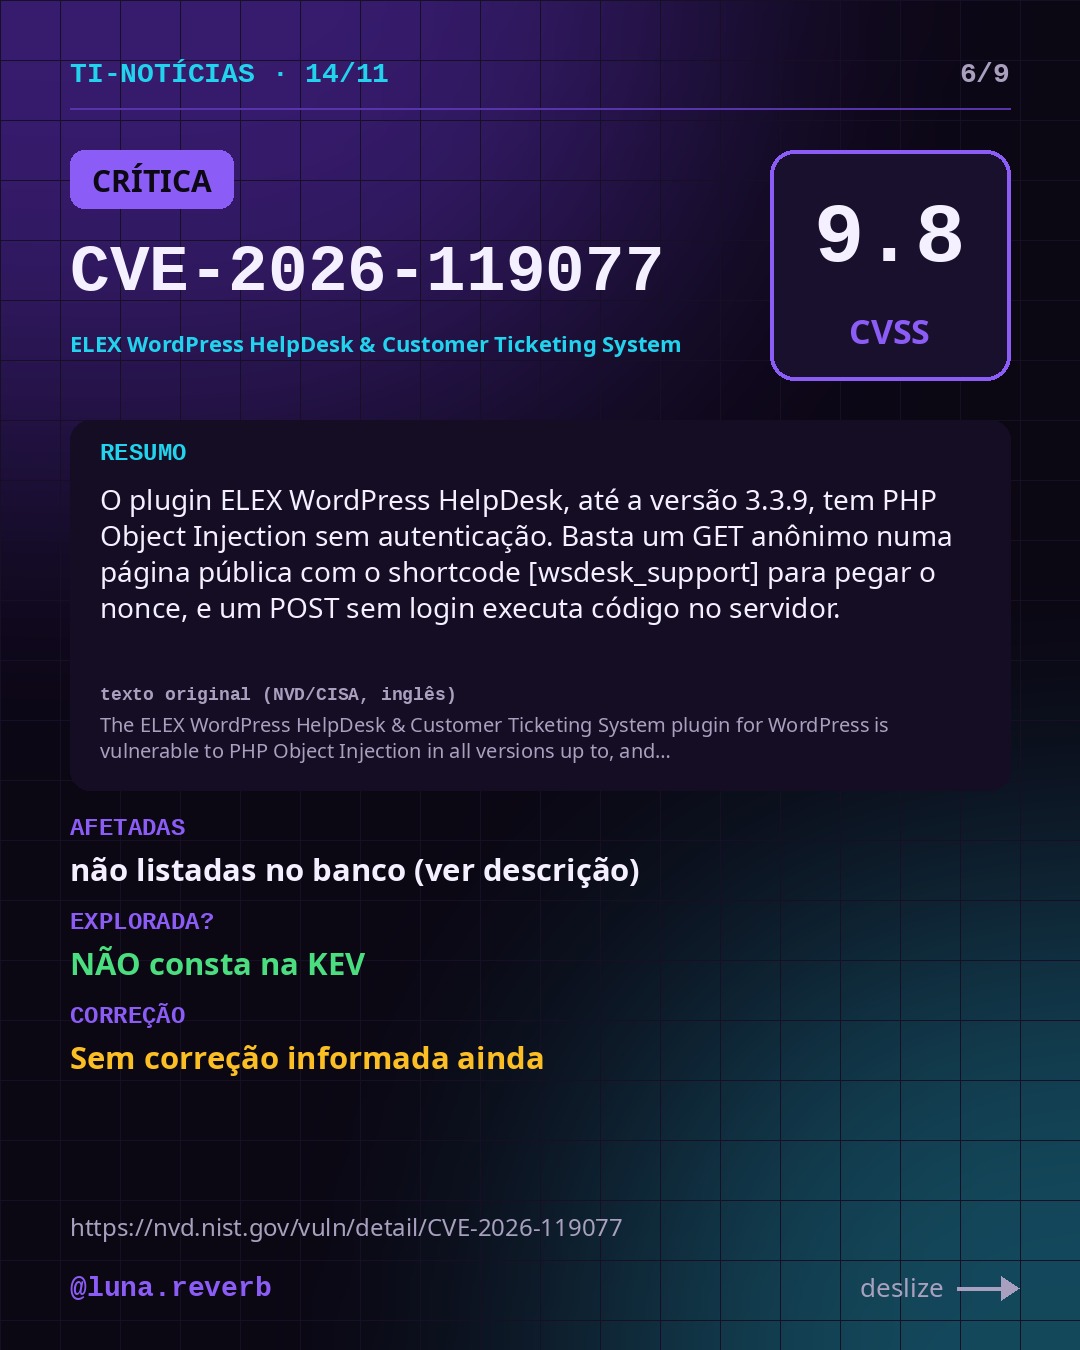 TI-NOTÍCIAS · 14/11
6/9
CRÍTICA
CVE-2026-119077
ELEX WordPress HelpDesk & Customer Ticketing System
9.8
CVSS
RESUMO
O plugin ELEX WordPress HelpDesk, até a versão 3.3.9, tem PHP
Object Injection sem autenticação. Basta um GET anônimo numa
página pública com o shortcode [wsdesk_support] para pegar o
nonce, e um POST sem login executa código no servidor.
texto original (NVD/CISA, inglês)
The ELEX WordPress HelpDesk & Customer Ticketing System plugin for WordPress is
vulnerable to PHP Object Injection in all versions up to, and...
AFETADAS
não listadas no banco (ver descrição)
EXPLORADA?
NÃO consta na KEV
CORREÇÃO
Sem correção informada ainda
https://nvd.nist.gov/vuln/detail/CVE-2026-119077
@luna.reverb
deslize